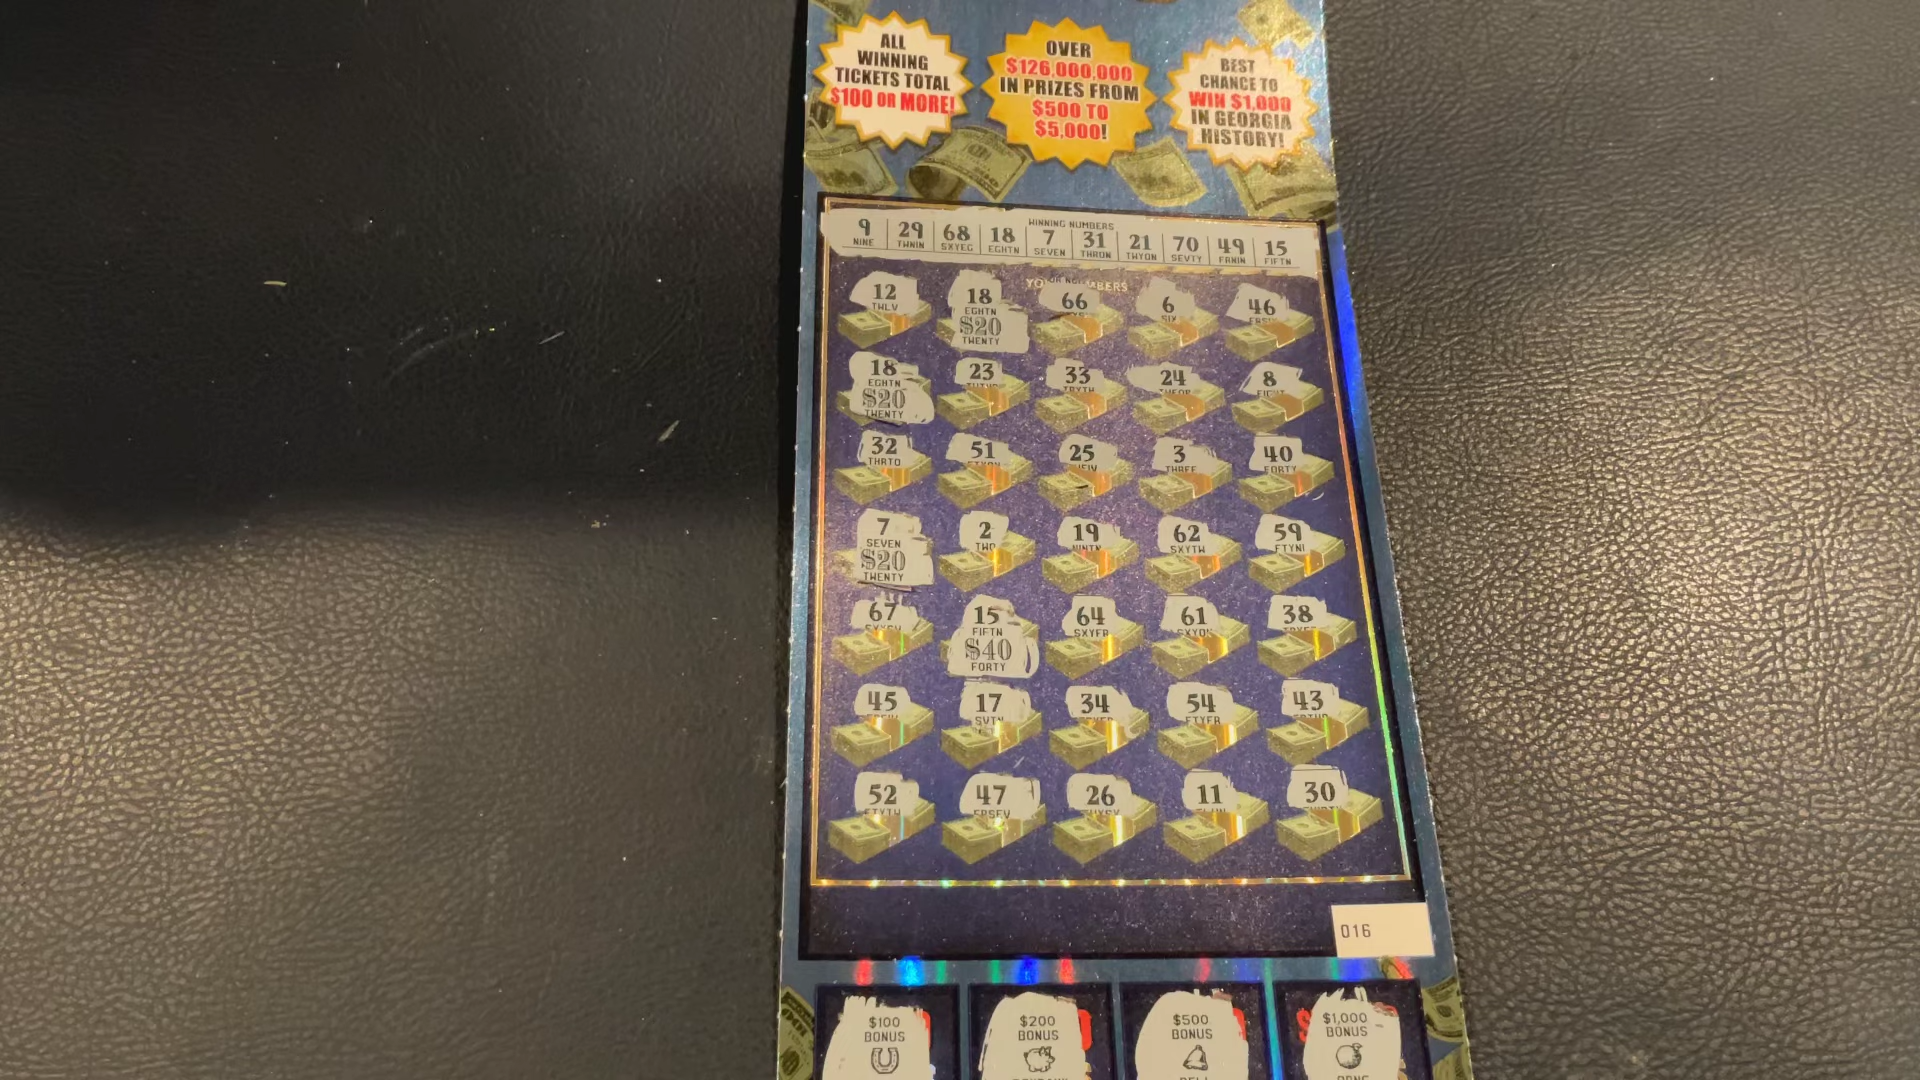 ALL
WINNING
TICKETS TOTAL
$100 OR MORE!
OVER
$126,000,000
IN PRIZES FROM
$500 TO
$5,000!
BEST
CHANCE TO
WIN $1,000
IN GEORGIA
HISTORY!
WINNING NUMBERS
9 29 68 18 7 31 21 70 49 15
NINE TWNIN SXYEG EGHTN SEVEN THRON TWYON SEVTY FRNIN FIFTN
12 18 66 6 46
TWLV EGHTN SIX
$20
TWENTY
18 23 33 24 8
EGHTN
$20
TWENTY
32 51 25 3 40
THRTO THREE FORTY
7 2 19 62 59
SEVEN TWO NINTN SXYTW FTYNI
$20
TWENTY
67 15 64 61 38
FIFTN SXYFR SXYON
$40
FORTY
45 17 34 54 43
SVTN FTYFR
52 47 26 11 30
FTYTW FRSEV
016
$100 $200 $500 $1,000
BONUS BONUS BONUS BONUS